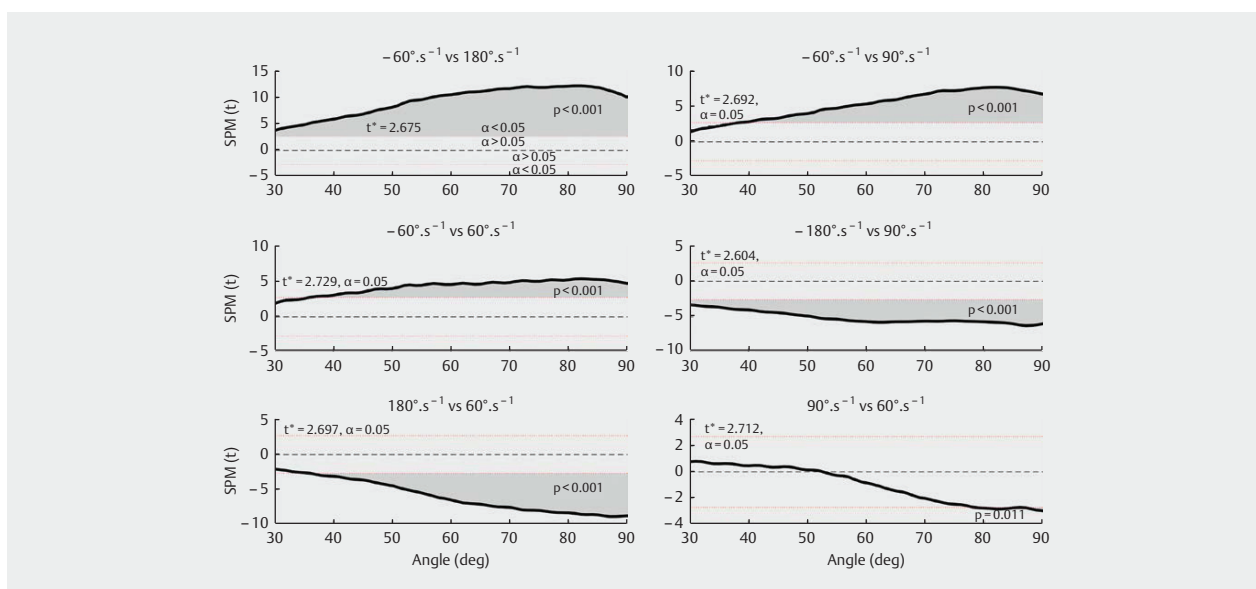 – 60°.s⁻¹ vs 180°.s⁻¹
SPM (t)
15
10
5
0
– 5
t* = 2.675
α < 0.05
α > 0.05
α > 0.05
α < 0.05
p < 0.001
30 40 50 60 70 80 90
– 60°.s⁻¹ vs 90°.s⁻¹
10
5
0
– 5
t* = 2.692,
α = 0.05
p < 0.001
30 40 50 60 70 80 90
– 60°.s⁻¹ vs 60°.s⁻¹
SPM (t)
10
5
0
– 5
t* = 2.729, α = 0.05
p < 0.001
30 40 50 60 70 80 90
– 180°.s⁻¹ vs 90°.s⁻¹
5
0
– 5
– 10
t* = 2.604,
α = 0.05
p < 0.001
30 40 50 60 70 80 90
180°.s⁻¹ vs 60°.s⁻¹
SPM (t)
5
0
– 5
– 10
t* = 2.697, α = 0.05
p < 0.001
30 40 50 60 70 80 90
Angle (deg)
90°.s⁻¹ vs 60°.s⁻¹
4
2
0
– 2
– 4
t* = 2.712,
α = 0.05
p = 0.011
30 40 50 60 70 80 90
Angle (deg)